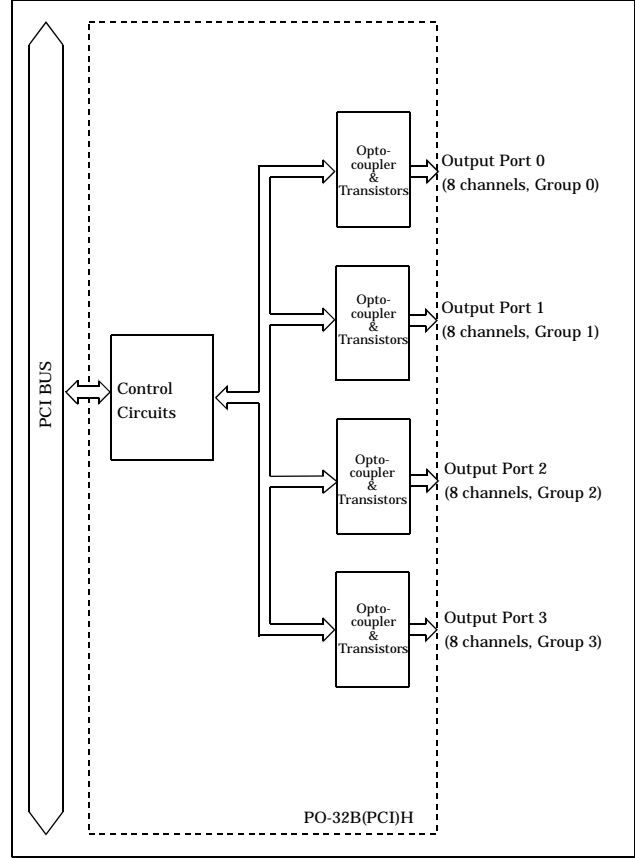 Opto-
coupler
&
Transistors
Output Port 0
(8 channels, Group 0)
Opto-
coupler
&
Transistors
Output Port 1
(8 channels, Group 1)
PCI BUS
Control
Circuits
Opto-
coupler
&
Transistors
Output Port 2
(8 channels, Group 2)
Opto-
coupler
&
Transistors
Output Port 3
(8 channels, Group 3)
PO-32B(PCI)H